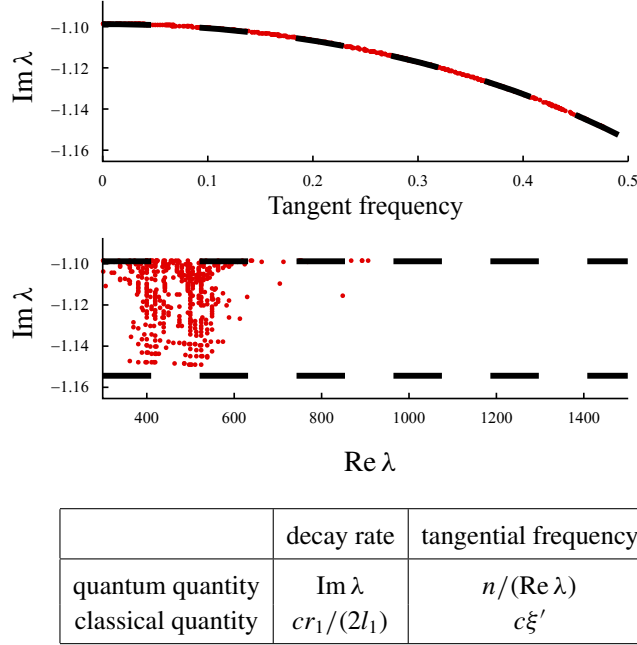 −1.10
−1.12
−1.14
−1.16
Im λ
0 0.1 0.2 0.3 0.4 0.5
Tangent frequency
−1.10
−1.12
−1.14
−1.16
Im λ
400 600 800 1000 1200 1400
Re λ
decay rate tangential frequency
quantum quantity Im λ n/(Re λ)
classical quantity cr₁/(2l₁) cξ′